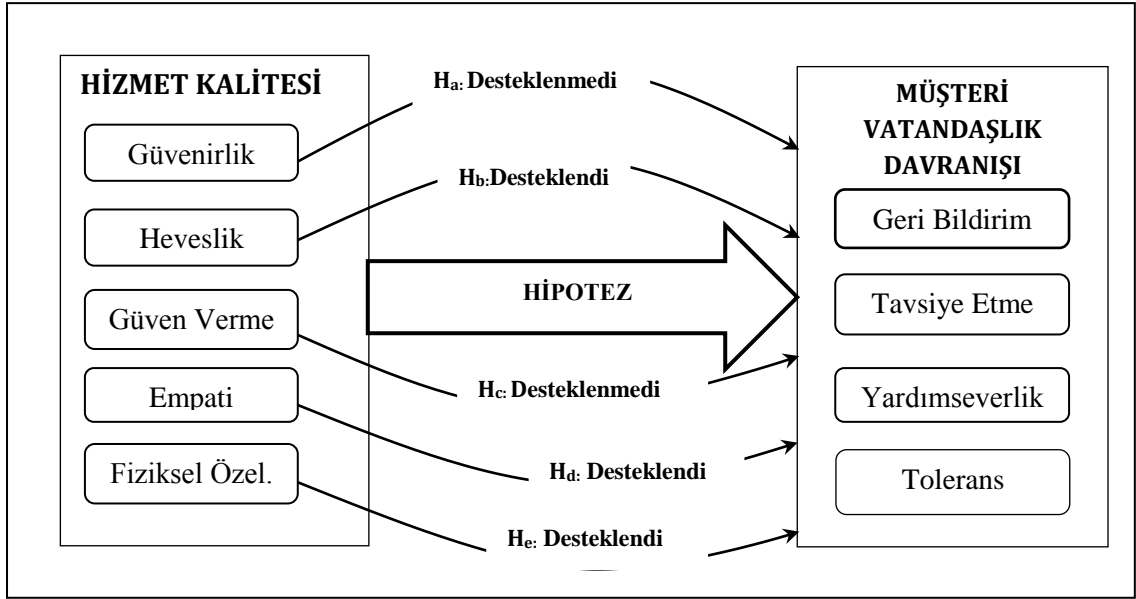 HİZMET KALİTESİ
Güvenirlik
Heveslik
Güven Verme
Empati
Fiziksel Özel.
Ha: Desteklenmedi
Hb:Desteklendi
HİPOTEZ
Hc: Desteklenmedi
Hd: Desteklendi
He: Desteklendi
MÜŞTERİ
VATANDAŞLIK
DAVRANIŞI
Geri Bildirim
Tavsiye Etme
Yardımseverlik
Tolerans